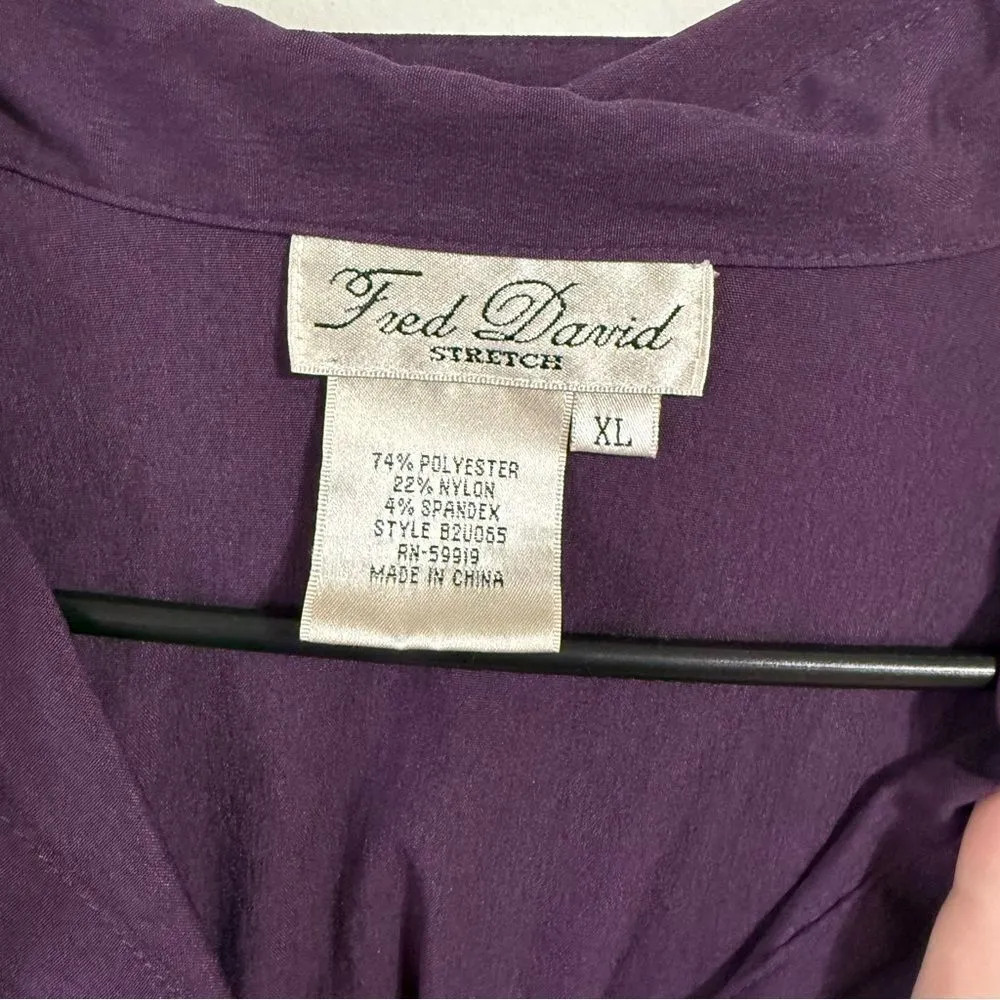 Fred David
STRETCH
XL
74% POLYESTER
22% NYLON
4% SPANDEX
STYLE B2U065
RN-59919
MADE IN CHINA